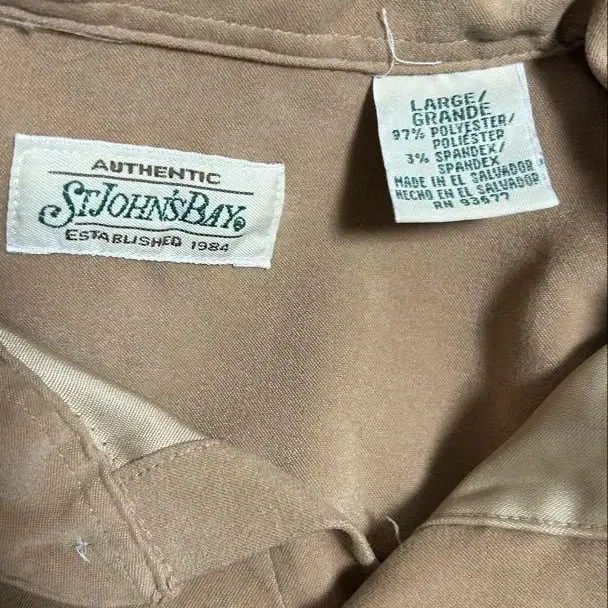 AUTHENTIC
ST JOHN'S BAY®
ESTABLISHED 1984
LARGE/
GRANDE
97% POLYESTER/
POLIESTER
3% SPANDEX/
SPANDEX
MADE IN EL SALVADOR
HECHO EN EL SALVADOR
RN 93677